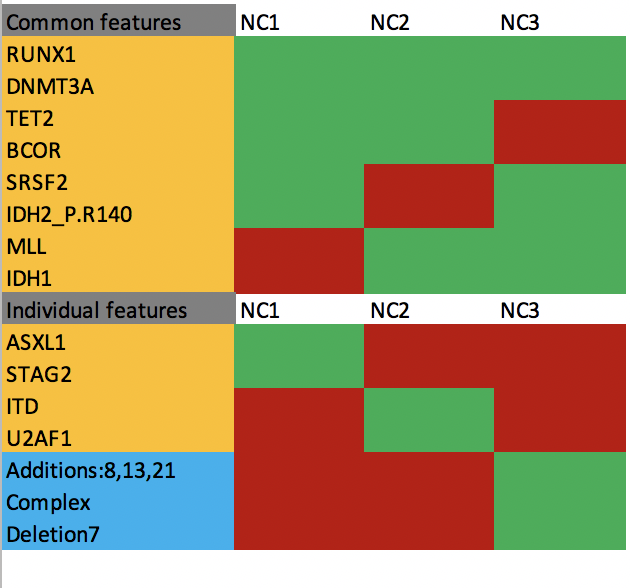 Common features NC1 NC2 NC3
RUNX1
DNMT3A
TET2
BCOR
SRSF2
IDH2_P.R140
MLL
IDH1
Individual features NC1 NC2 NC3
ASXL1
STAG2
ITD
U2AF1
Additions:8,13,21
Complex
Deletion7